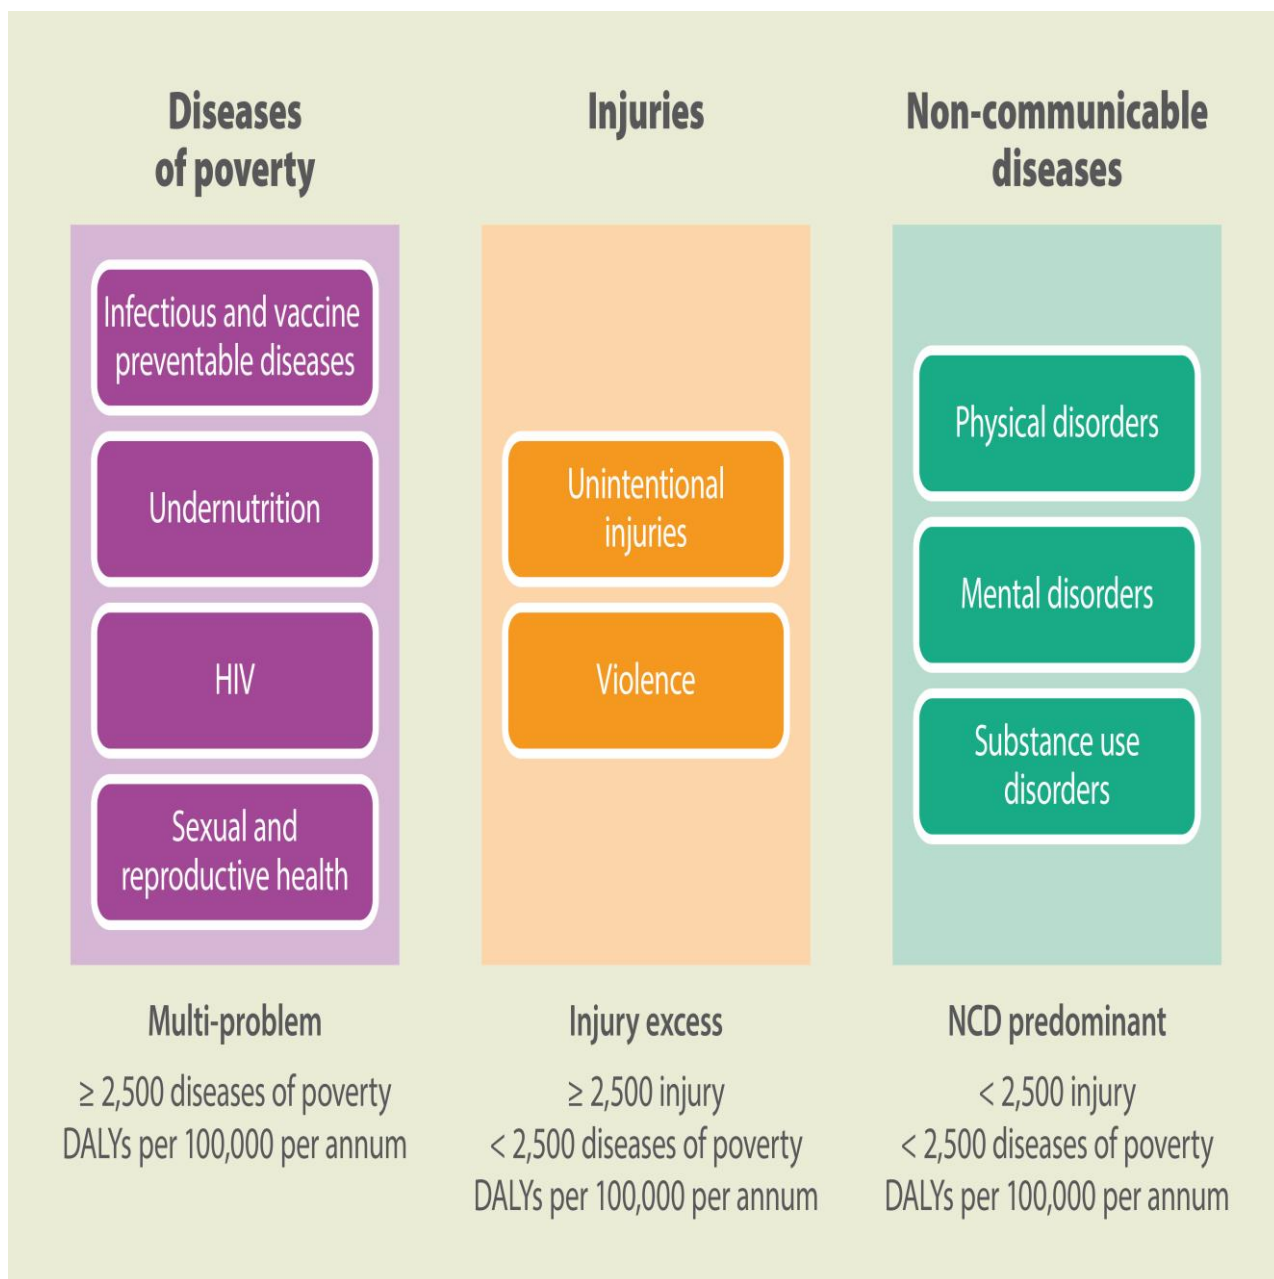 Diseases
of poverty
Infectious and vaccine
preventable diseases
Undernutrition
HIV
Sexual and
reproductive health
Multi-problem
≥ 2,500 diseases of poverty
DALYs per 100,000 per annum
Injuries
Unintentional
injuries
Violence
Injury excess
≥ 2,500 injury
< 2,500 diseases of poverty
DALYs per 100,000 per annum
Non-communicable
diseases
Physical disorders
Mental disorders
Substance use
disorders
NCD predominant
< 2,500 injury
< 2,500 diseases of poverty
DALYs per 100,000 per annum